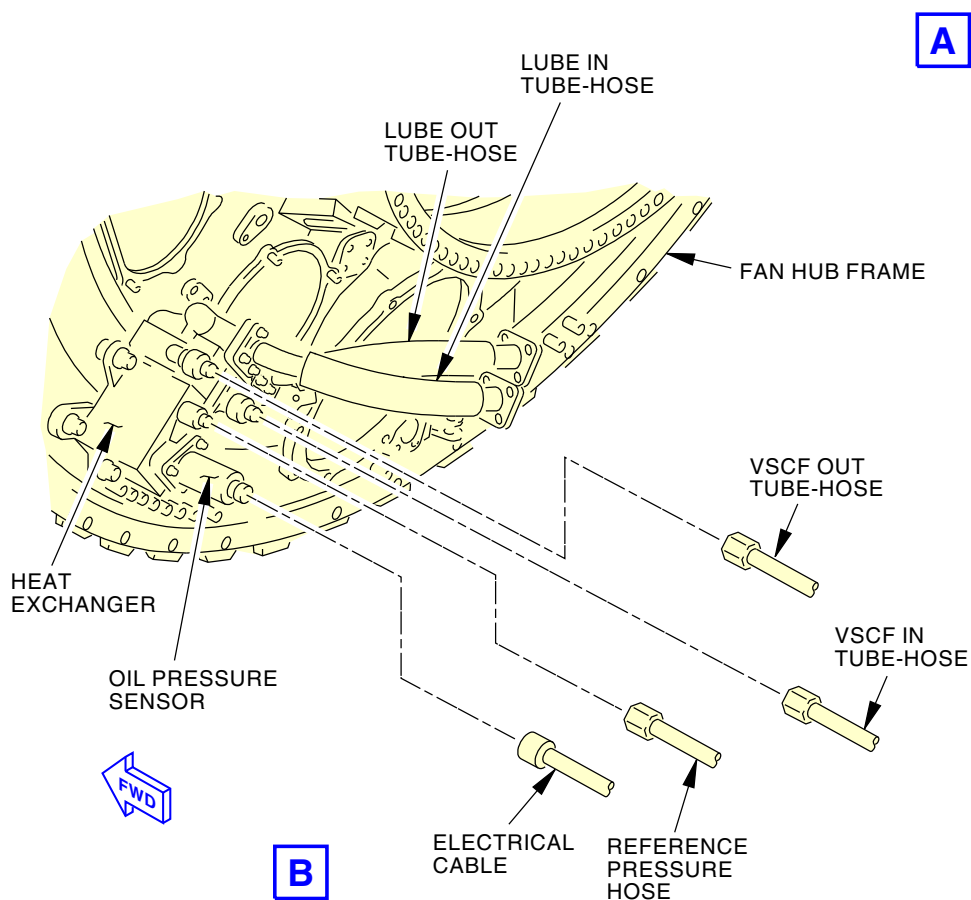 A
LUBE IN
TUBE-HOSE
LUBE OUT
TUBE-HOSE
FAN HUB FRAME
VSCF OUT
TUBE-HOSE
HEAT
EXCHANGER
VSCF IN
TUBE-HOSE
OIL PRESSURE
SENSOR
FWD
ELECTRICAL
CABLE
REFERENCE
PRESSURE
HOSE
B